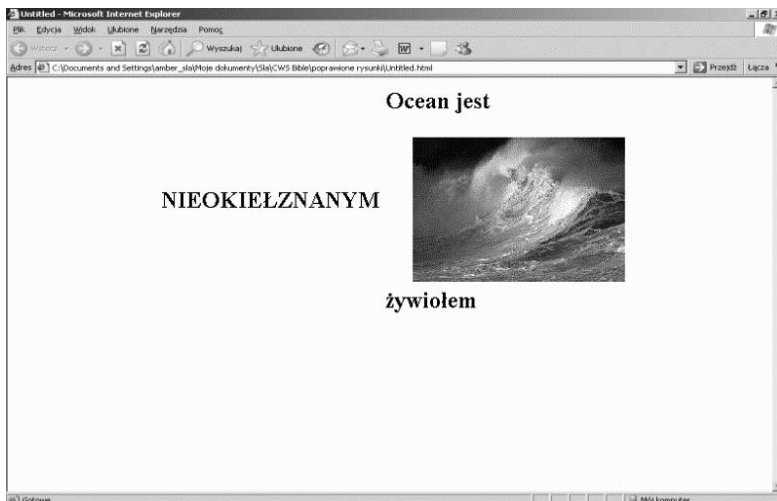 Untitled - Microsoft Internet Explorer
Plik Edycja Widok Ulubione Narzędzia Pomoc
Wstecz Wyszukaj Ulubione
Adres C:\Documents and Settings\amber_sla\Moje dokumenty\Sla\CWS Bible\poprawione rysunki\Untitled.html Przejdź Łącza
Ocean jest
NIEOKIEŁZNANYM
żywiołem
Gotowe Mój komputer